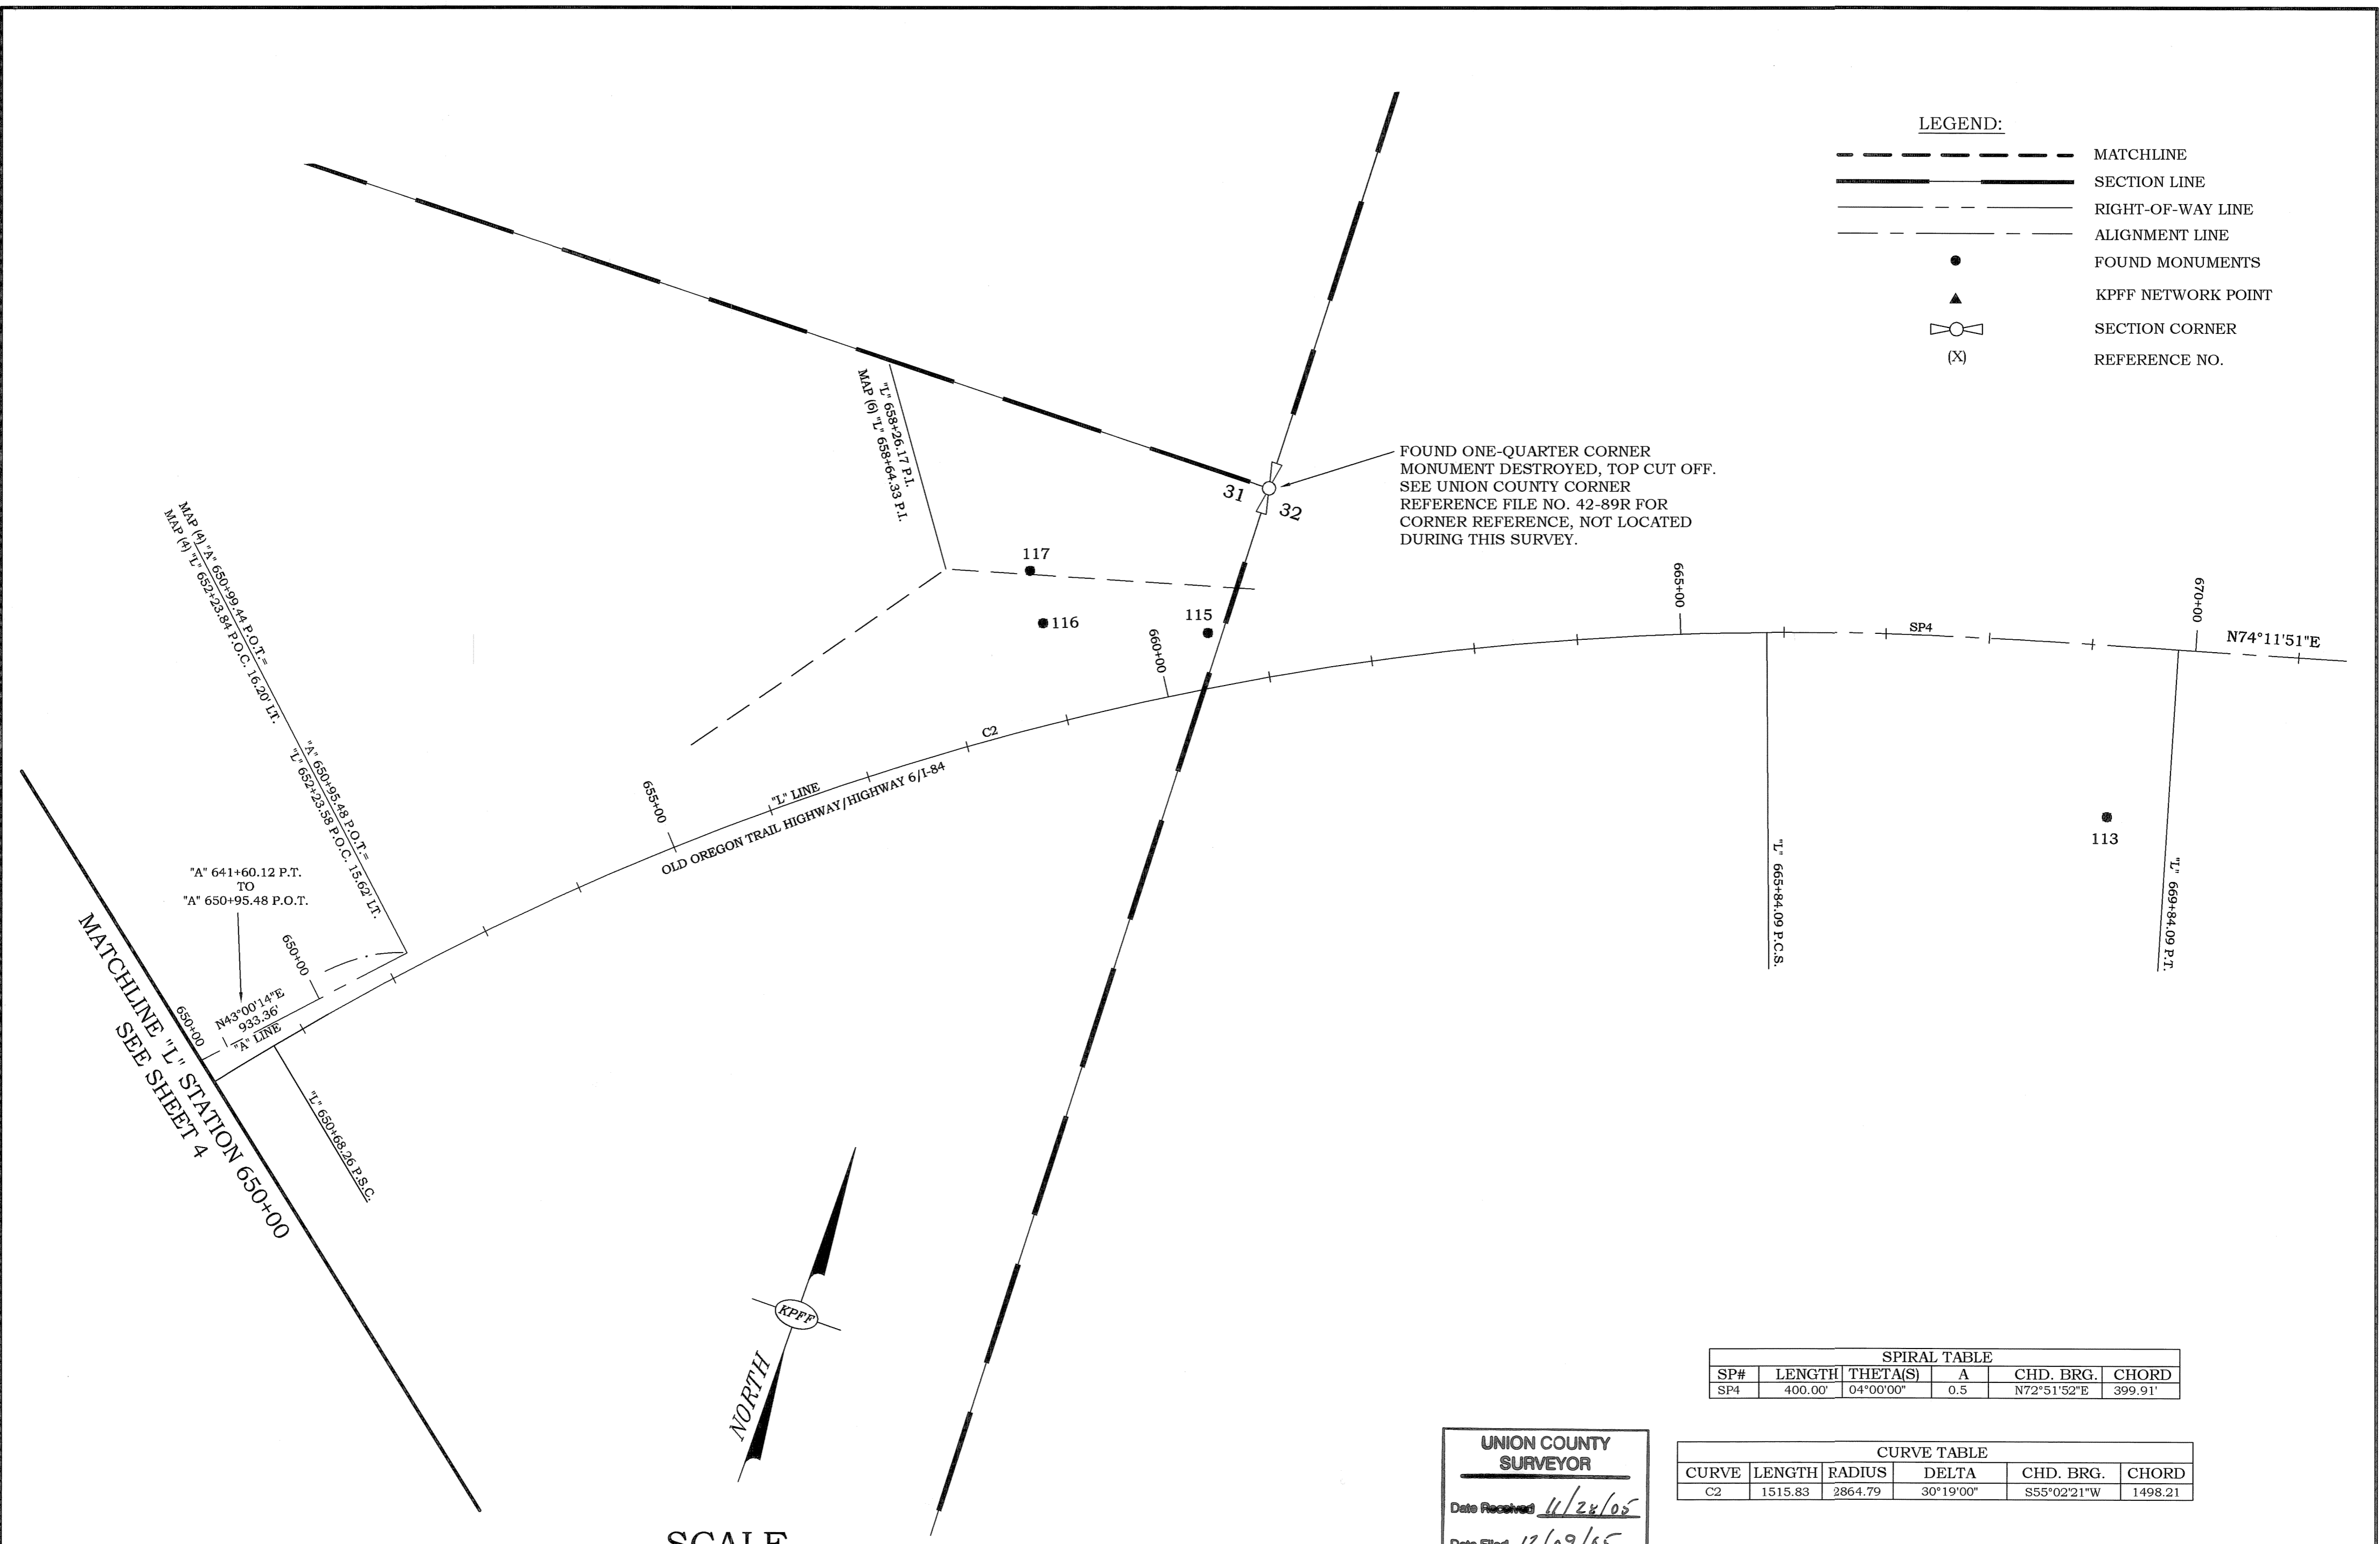 LEGEND:
MATCHLINE
SECTION LINE
RIGHT-OF-WAY LINE
ALIGNMENT LINE
FOUND MONUMENTS
KPFF NETWORK POINT
SECTION CORNER
(X) REFERENCE NO.
"L" 658+26.17 P.I.
MAP (6) "L" 658+64.33 P.I.
31
32
FOUND ONE-QUARTER CORNER
MONUMENT DESTROYED, TOP CUT OFF.
SEE UNION COUNTY CORNER
REFERENCE FILE NO. 42-89R FOR
CORNER REFERENCE, NOT LOCATED
DURING THIS SURVEY.
MAP (4) "A" 650+99.44 P.O.T.=
MAP (4) "L" 652+23.84 P.O.C. 16.20' LT.
"A" 650+95.48 P.O.T.=
"L" 652+23.58 P.O.C. 15.62' LT.
117
116
115
660+00
665+00
SP4
670+00
N74°11'51"E
C2
655+00
"L" LINE
OLD OREGON TRAIL HIGHWAY/HIGHWAY 6/I-84
"L" 665+84.09 P.C.S.
113
"L" 669+84.09 P.T.
"A" 641+60.12 P.T.
TO
"A" 650+95.48 P.O.T.
650+00
650+00
N43°00'14"E
933.36'
"A" LINE
MATCHLINE "L" STATION 650+00
SEE SHEET 4
"L" 650+68.26 P.S.C.
KPFF
NORTH
SPIRAL TABLE
SP# LENGTH THETA(S) A CHD. BRG. CHORD
SP4 400.00' 04°00'00" 0.5 N72°51'52"E 399.91'
CURVE TABLE
CURVE LENGTH RADIUS DELTA CHD. BRG. CHORD
C2 1515.83 2864.79 30°19'00" S55°02'21"W 1498.21
UNION COUNTY
SURVEYOR
Date Received 11/28/05
Date Filed 12/09/05
SCALE